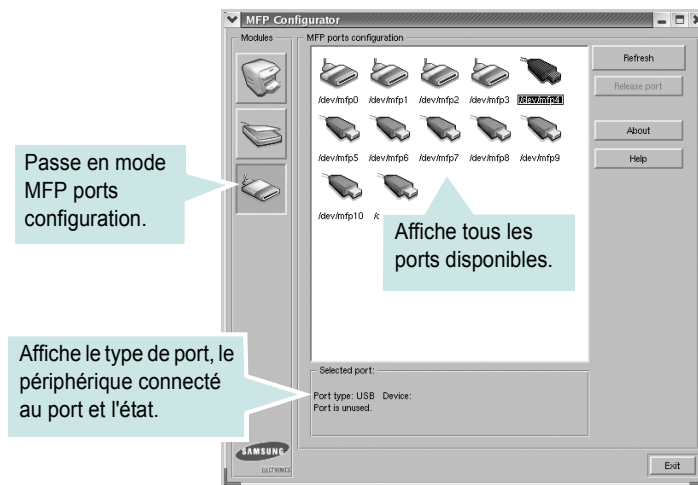 MFP Configurator
Modules
MFP ports configuration
/dev/mfp0 /dev/mfp1 /dev/mfp2 /dev/mfp3 /dev/mfp4
/dev/mfp5 /dev/mfp6 /dev/mfp7 /dev/mfp8 /dev/mfp9
/dev/mfp10
Refresh
Release port
About
Help
Passe en mode
MFP ports
configuration.
Affiche tous les
ports disponibles.
Affiche le type de port, le
périphérique connecté
au port et l'état.
Selected port:
Port type: USB Device:
Port is unused.
SAMSUNG
ELECTRONICS
Exit